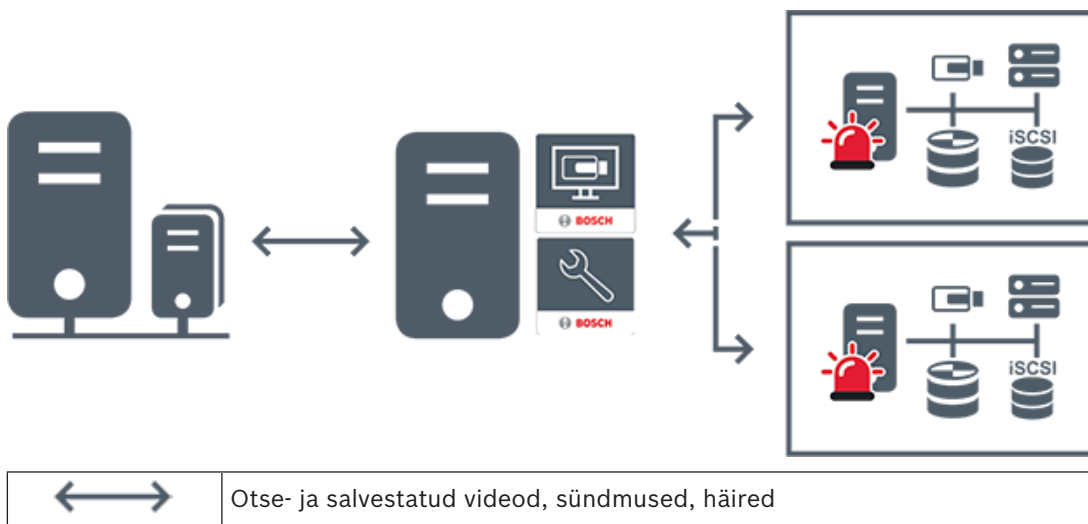 iSCSI
BOSCH
BOSCH
iSCSI
Otse- ja salvestatud videod, sündmused, häired